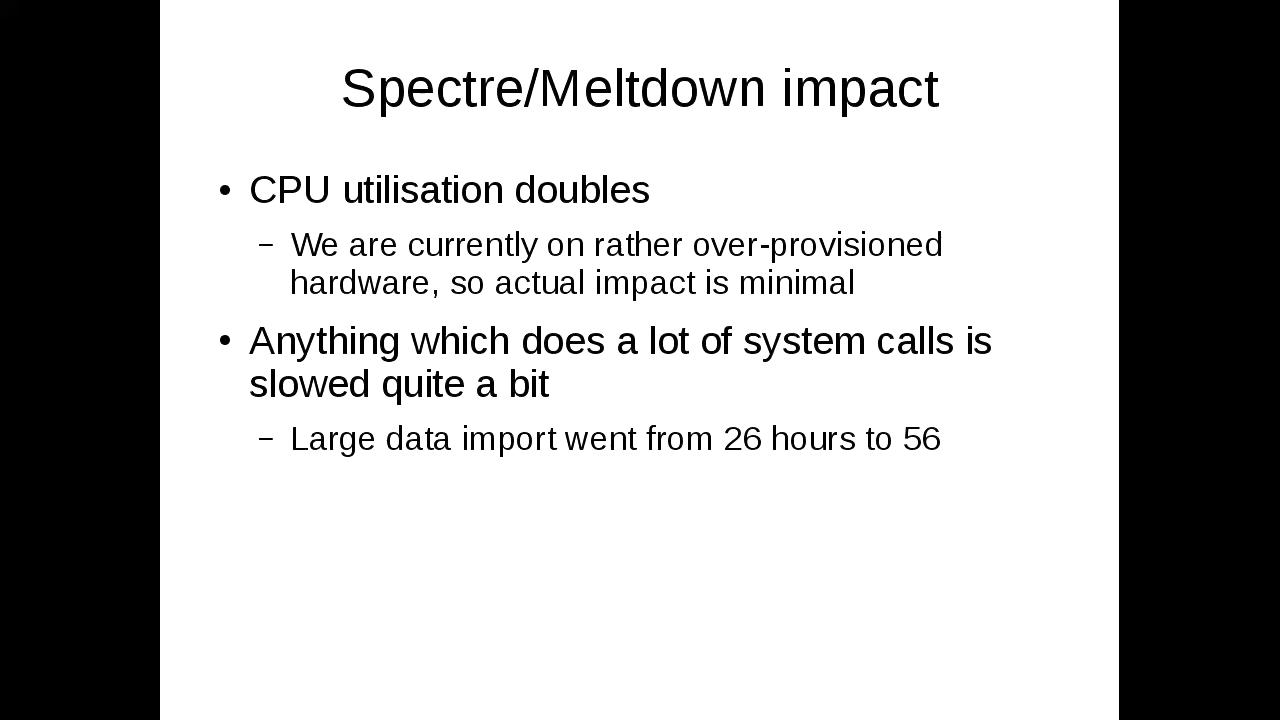 Spectre/Meltdown impact
• CPU utilisation doubles
– We are currently on rather over-provisioned
hardware, so actual impact is minimal
• Anything which does a lot of system calls is
slowed quite a bit
– Large data import went from 26 hours to 56